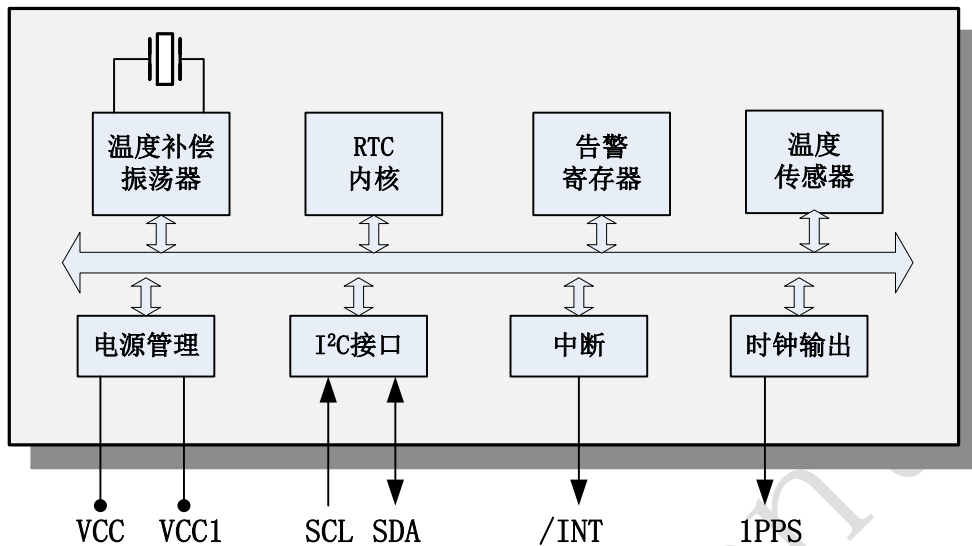 温度补偿
振荡器
RTC
内核
告警
寄存器
温度
传感器
电源管理
I²C接口
中断
时钟输出
VCC
VCC1
SCL
SDA
/INT
1PPS